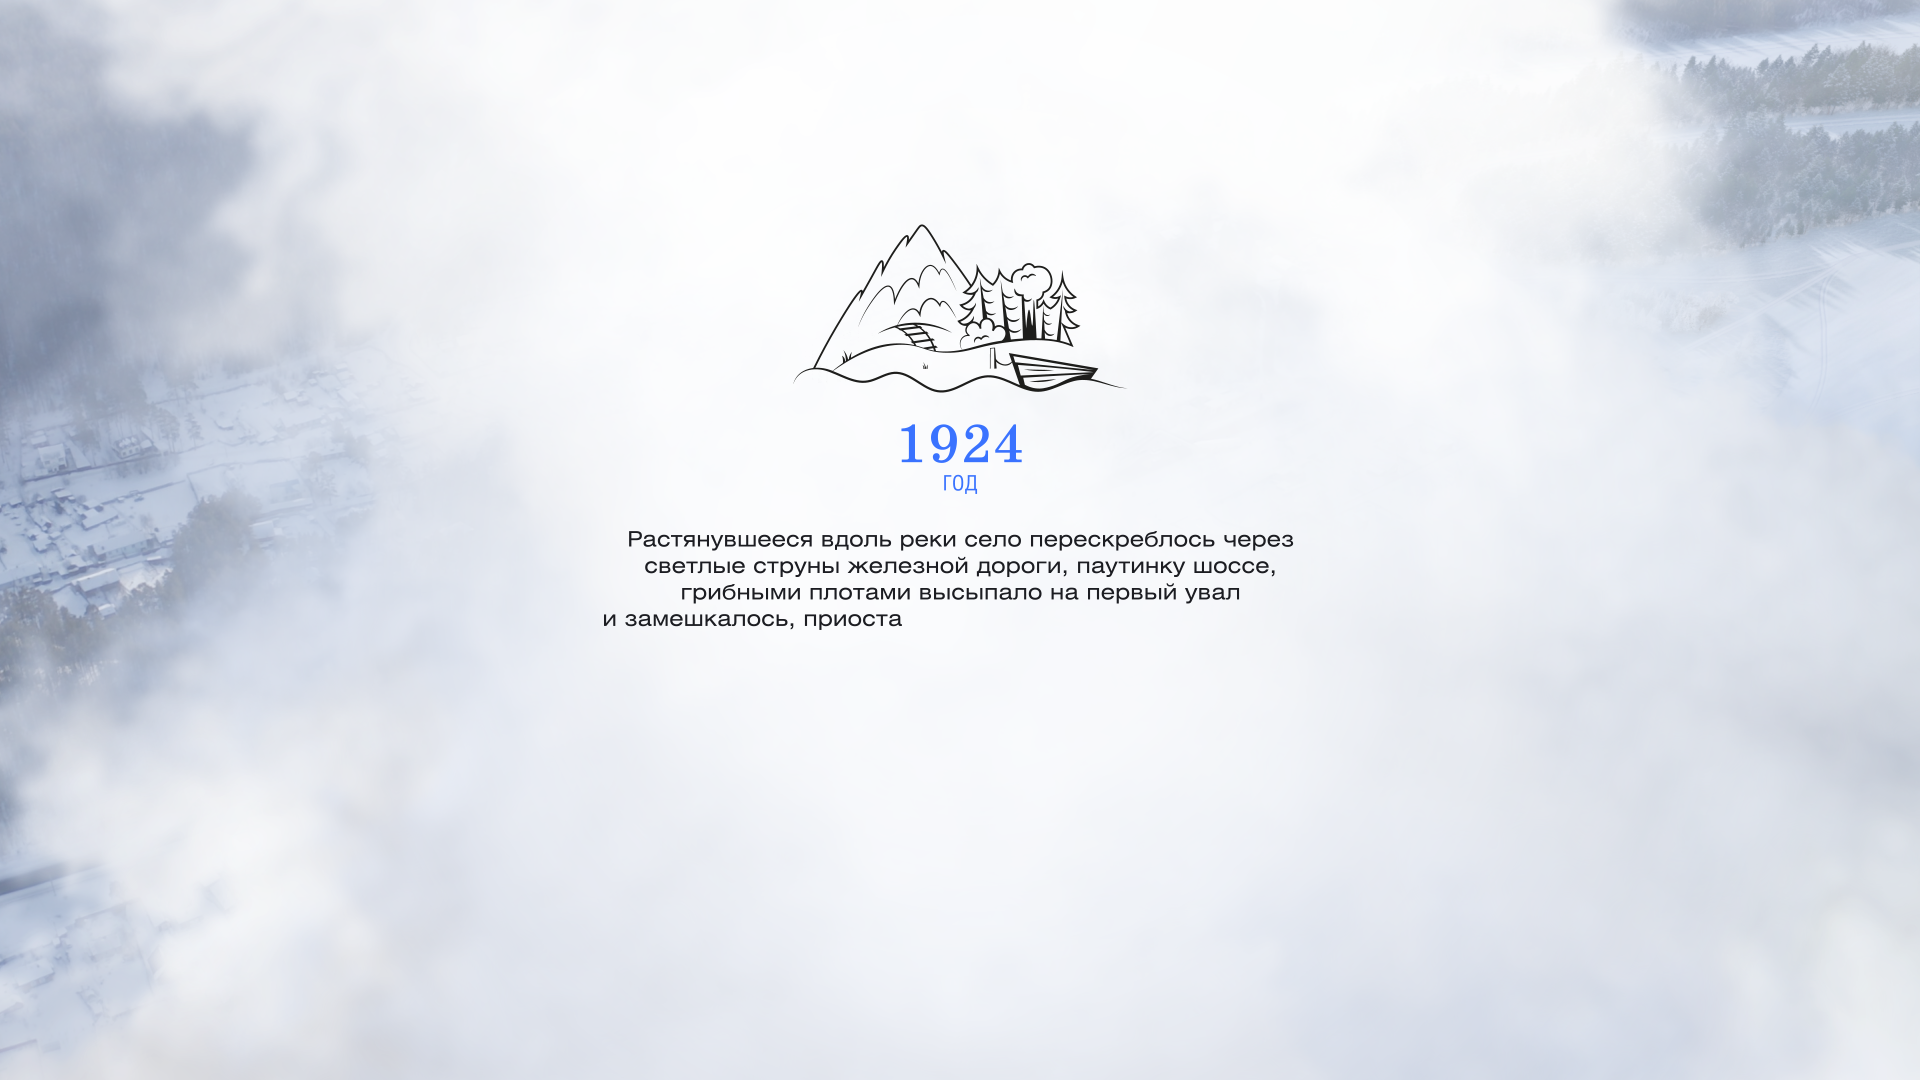 1924
ГОД
Растянувшееся вдоль реки село перескреблось через
светлые струны железной дороги, паутинку шоссе,
грибными плотами высыпало на первый увал
и замешкалось, приоста